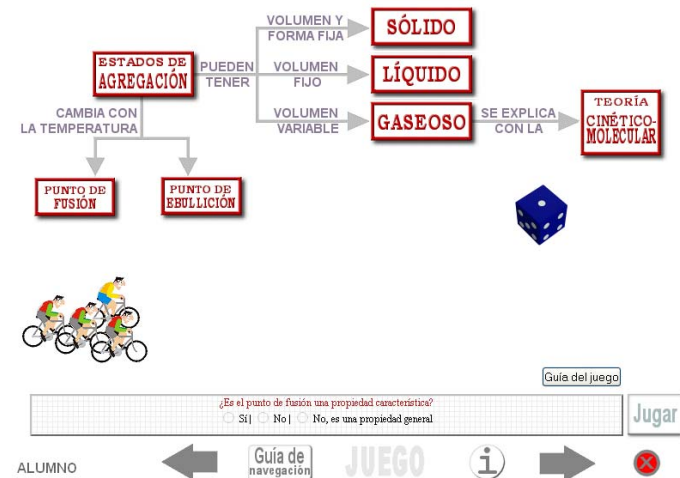 VOLUMEN Y
FORMA FIJA
SÓLIDO
ESTADOS DE
AGREGACIÓN
PUEDEN
TENER
VOLUMEN
FIJO
LÍQUIDO
CAMBIA CON
LA TEMPERATURA
VOLUMEN
VARIABLE
GASEOSO
SE EXPLICA
CON LA
TEORÍA
CINÉTICO-
MOLECULAR
PUNTO DE
FUSIÓN
PUNTO DE
EBULLICIÓN
Guía del juego
¿Es el punto de fusión una propiedad característica?
Sí | No | No, es una propiedad general
Jugar
ALUMNO
Guía de
navegación
JUEGO
i